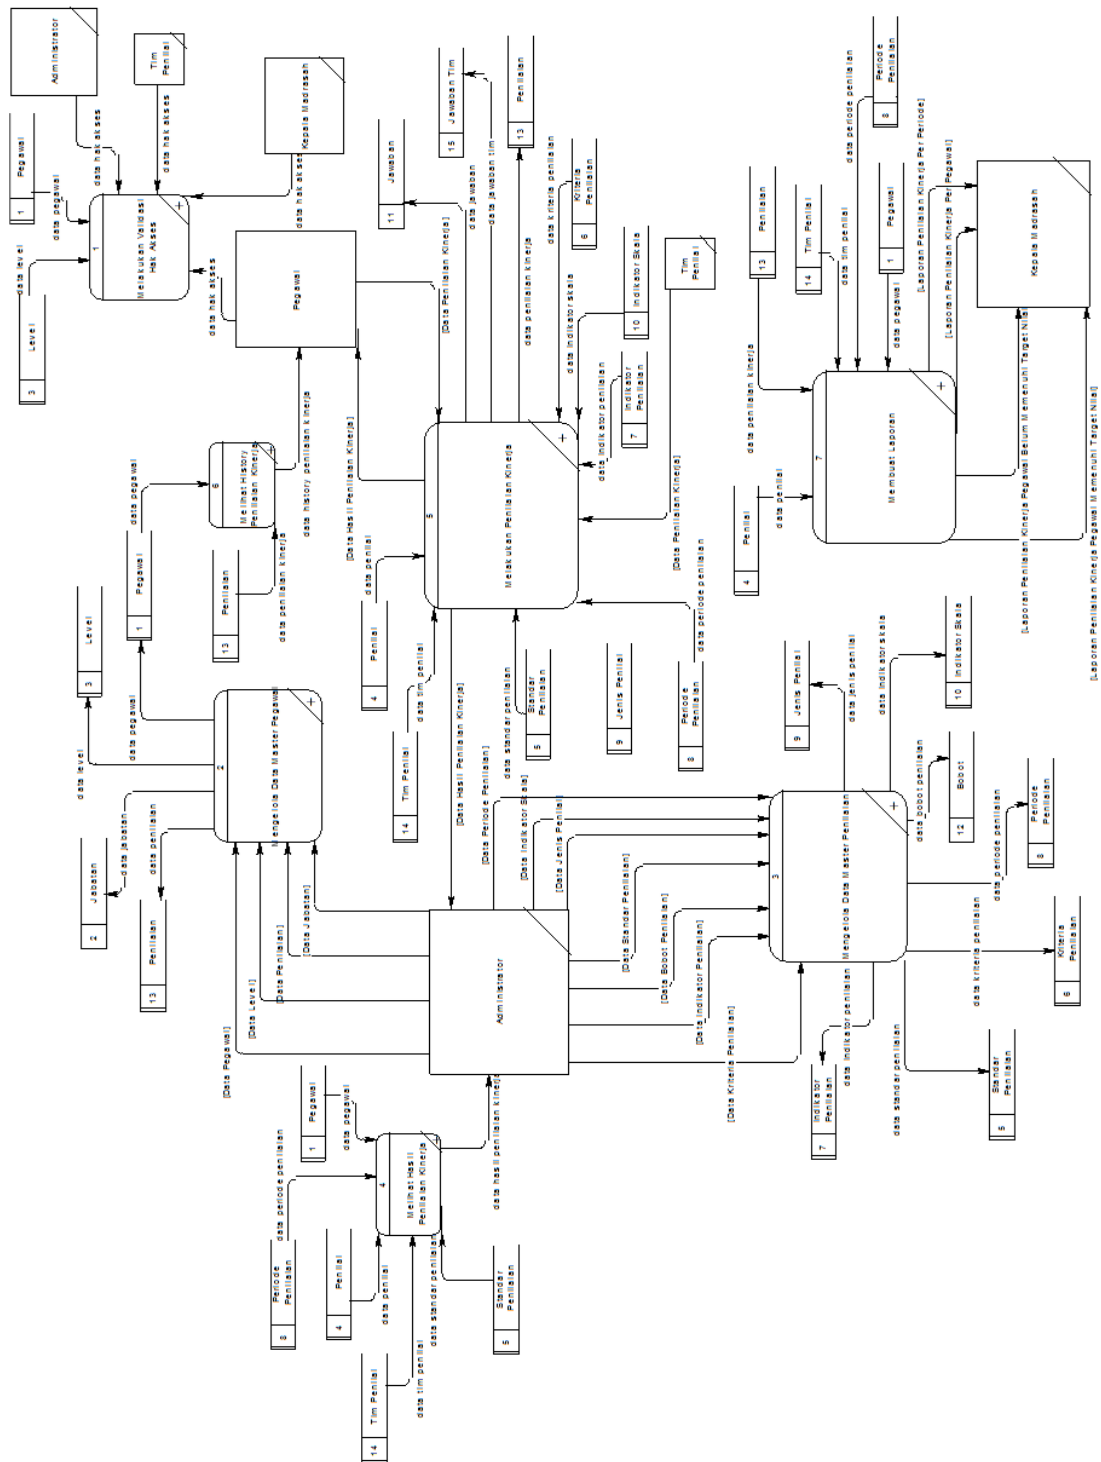 Administrator
Tim
Penilai
Kepala Madrasah
1
Pegawai
data hak akses
data hak akses
data pegawai
data hak akses
data level
3
Level
1
Melakukan Validasi
Hak Akses
data hak akses
Pegawai
11
Jawaban
15
Jawaban Tim
13
Penilaian
data jawaban
data jawaban tim
data penilaian kinerja
data kriteria penilaian
6
Kriteria
Penilaian
data indikator skala
10
Indikator Skala
data indikator penilaian
7
Indikator
Penilaian
Tim
Penilai
[Data Penilaian Kinerja]
[Data Penilaian Kinerja]
8
Periode
Penilaian
data periode penilaian
13
Penilaian
14
Tim Penilai
data tim penilai
1
Pegawai
data pegawai
[Laporan Penilaian Kinerja Per Periode]
[Laporan Penilaian Kinerja Per Pegawai]
Kepala Madrasah
data penilaian kinerja
4
Penilai
data penilai
7
Membuat Laporan
[Laporan Penilaian Kinerja Pegawai Belum Memenuhi Target Nilai]
[Laporan Penilaian Kinerja Pegawai Memenuhi Target Nilai]
6
Melihat History
Penilaian Kinerja
data history penilaian kinerja
data pegawai
1
Pegawai
13
Penilaian
data penilaian kinerja
[Data Hasil Penilaian Kinerja]
5
Melakukan Penilaian Kinerja
4
Penilai
data penilai
14
Tim Penilai
data tim penilai
data standar penilaian
5
Standar
Penilaian
9
Jenis Penilai
8
Periode
Penilaian
data periode penilaian
[Data Hasil Penilaian Kinerja]
3
Level
data level
data pegawai
2
Mengelola Data Master Pegawai
2
Jabatan
data jabatan
13
Penilaian
data penilaian
[Data Pegawai]
[Data Level]
[Data Penilaian]
[Data Jabatan]
Administrator
[Data Periode Penilaian]
[Data Indikator Skala]
[Data Jenis Penilai]
[Data Standar Penilaian]
[Data Bobot Penilaian]
[Data Indikator Penilaian]
[Data Kriteria Penilaian]
3
Mengelola Data Master Penilaian
9
Jenis Penilai
data jenis penilai
data indikator skala
10
Indikator Skala
data bobot penilaian
12
Bobot
data periode penilaian
8
Periode
Penilaian
data kriteria penilaian
6
Kriteria
Penilaian
data indikator penilaian
7
Indikator
Penilaian
data standar penilaian
5
Standar
Penilaian
1
Pegawai
data pegawai
4
Melihat Hasil
Penilaian Kinerja
data hasil penilaian kinerja
8
Periode
Penilaian
data periode penilaian
4
Penilai
data penilai
14
Tim Penilai
data tim penilai
data standar penilaian
5
Standar
Penilaian